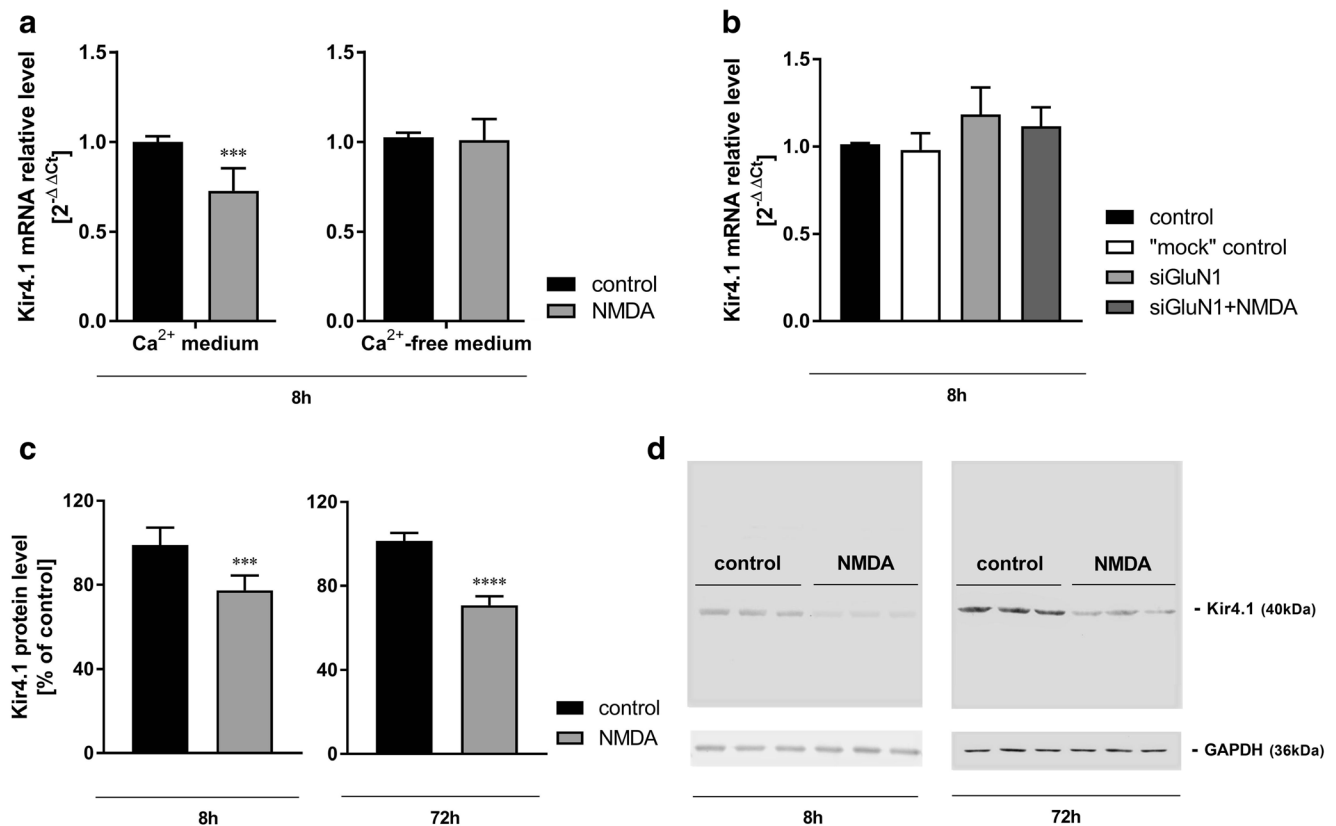 a
Kir4.1 mRNA relative level
[2^-Δ ΔCt]
1.5
1.0
0.5
0.0
***
Ca2+ medium
1.5
1.0
0.5
0.0
Ca2+-free medium
control
NMDA
8h
b
Kir4.1 mRNA relative level
[2^-Δ ΔCt]
1.5
1.0
0.5
0.0
control
"mock" control
siGluN1
siGluN1+NMDA
8h
c
Kir4.1 protein level
[% of control]
120
80
40
0
***
8h
120
80
40
0
****
72h
control
NMDA
d
control NMDA
control NMDA
- Kir4.1 (40kDa)
- GAPDH (36kDa)
8h
72h